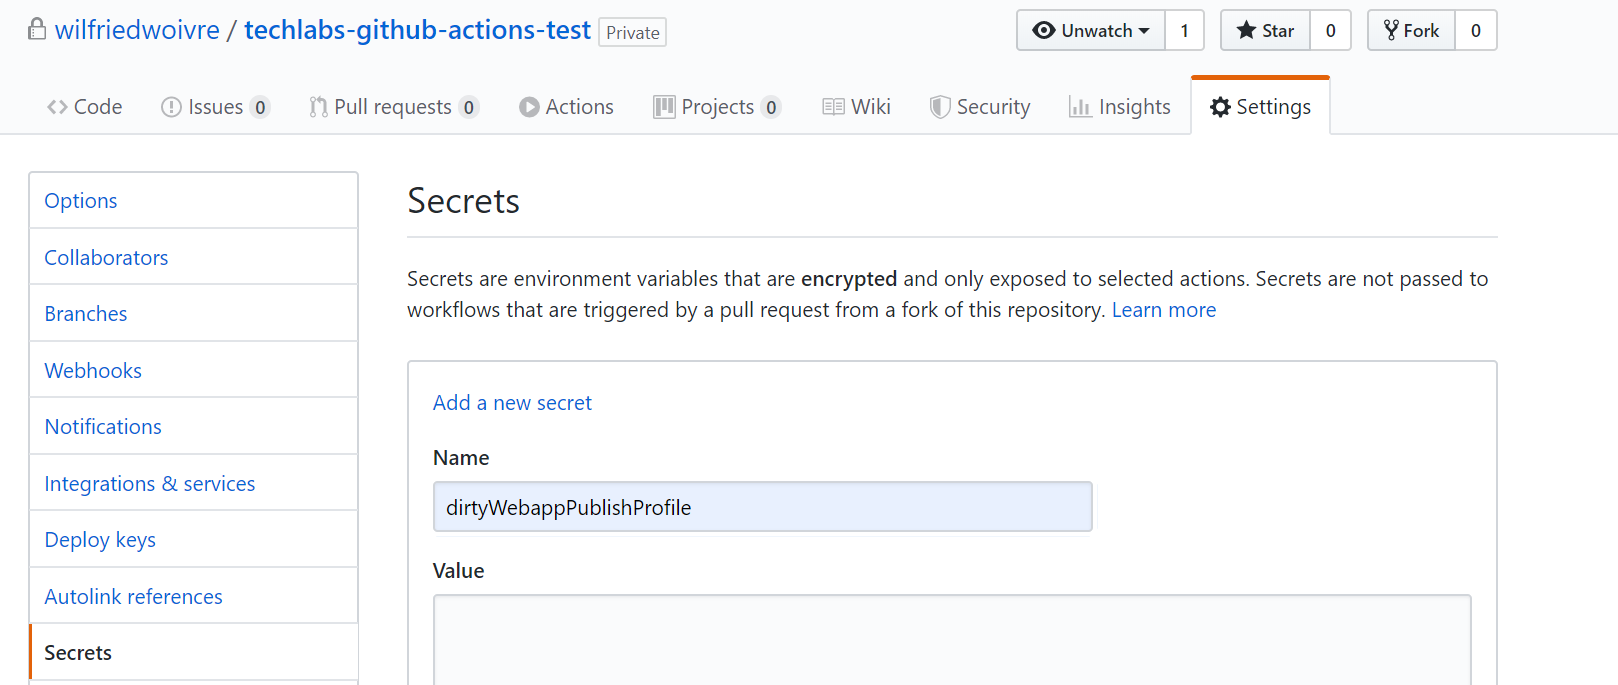 wilfriedwoivre / techlabs-github-actions-test Private Unwatch 1 Star 0 Fork 0
Code Issues 0 Pull requests 0 Actions Projects 0 Wiki Security Insights Settings
Options
Collaborators
Branches
Webhooks
Notifications
Integrations & services
Deploy keys
Autolink references
Secrets
Secrets
Secrets are environment variables that are encrypted and only exposed to selected actions. Secrets are not passed to
workflows that are triggered by a pull request from a fork of this repository. Learn more
Add a new secret
Name
dirtyWebappPublishProfile
Value